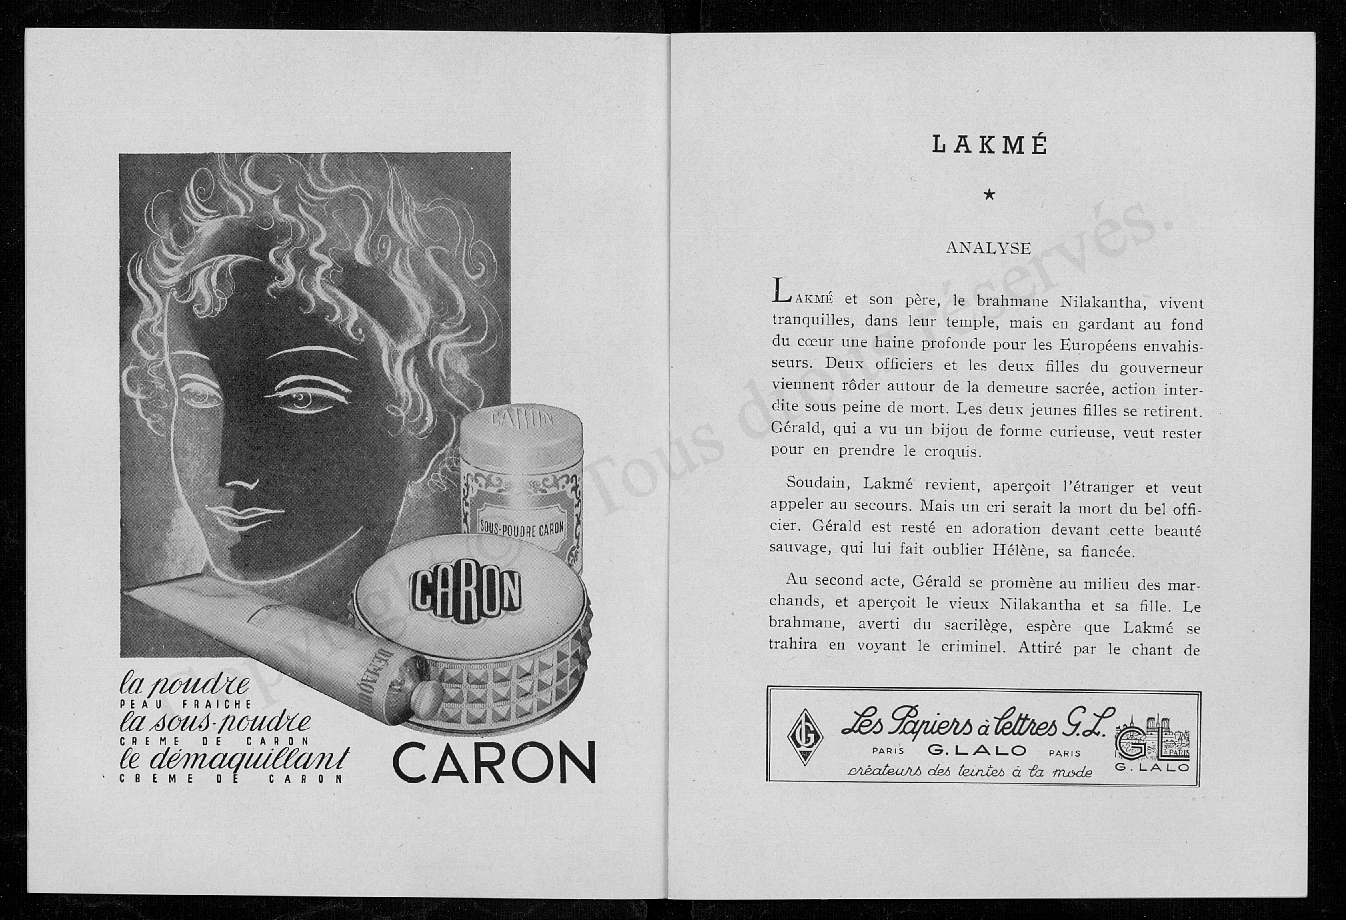 CARON
SOUS-POUDRE CARON
CARON
DEMAQU
la poudre
PEAU FRAICHE
la sous-poudre
CREME DE CARON
le démaquillant
CREME DE CARON
CARON
LAKMÉ
ANALYSE
LAKMÉ et son père, le brahmane Nilakantha, vivent
tranquilles, dans leur temple, mais en gardant au fond
du cœur une haine profonde pour les Européens envahis-
seurs. Deux officiers et les deux filles du gouverneur
viennent rôder autour de la demeure sacrée, action inter-
dite sous peine de mort. Les deux jeunes filles se retirent.
Gérald, qui a vu un bijou de forme curieuse, veut rester
pour en prendre le croquis.
Soudain, Lakmé revient, aperçoit l'étranger et veut
appeler au secours. Mais un cri serait la mort du bel offi-
cier. Gérald est resté en adoration devant cette beauté
sauvage, qui lui fait oublier Hélène, sa fiancée.
Au second acte, Gérald se promène au milieu des mar-
chands, et aperçoit le vieux Nilakantha et sa fille. Le
brahmane, averti du sacrilège, espère que Lakmé se
trahira en voyant le criminel. Attiré par le chant de
Les Papiers à lettres G.L.
PARIS G. LALO PARIS
créateurs des teintes à la mode
GL
PARIS
G. LALO
Copyright © Tous droits réservés.